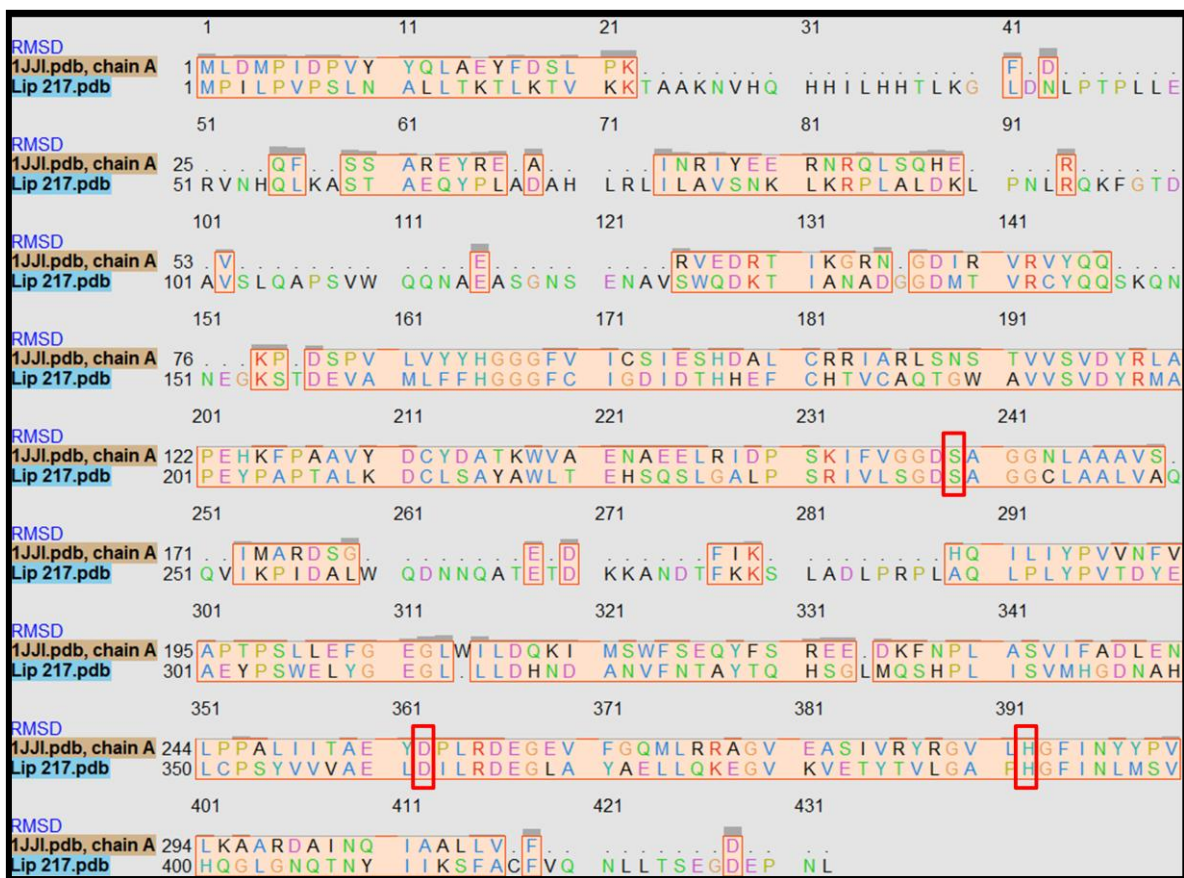 1 11 21 31 41
RMSD
1JJI.pdb, chain A 1 MLDMPIDPVY YQLAEYFDSL PK........ .......... F.D.......
Lip 217.pdb 1 MPILPVPSLN ALLTKTLKTV KKTAAKNVHQ HHILHHTLKG LDNLPTPLLE
51 61 71 81 91
RMSD
1JJI.pdb, chain A 25 ....QF..SS AREYRE.A.. ...INRIYEE RNRQLSQHE. ...R......
Lip 217.pdb 51 RVNHQLKAST AEQYPLADAH LRLILAVSNK LKRPLALDKL PNLRQKFGTD
101 111 121 131 141
RMSD
1JJI.pdb, chain A 53 .V........ ....E..... ....RVEDRT IKGRN.GDIR VRVYQQ....
Lip 217.pdb 101 AVSLQAPSVW QQNAEASGNS ENAVSWQDKT IANADGGDMT VRCYQQSKQN
151 161 171 181 191
RMSD
1JJI.pdb, chain A 76 ...KP.DSPV LVYYHGGGFV ICSIESHDAL CRRIARLSNS TVVSVDYRLA
Lip 217.pdb 151 NEGKSTDEVA MLFFHGGGFC IGDIDTHHEF CHTVCAQTGW AVVSVDYRMA
201 211 221 231 241
RMSD
1JJI.pdb, chain A 122 PEHKFPAAVY DCYDATKWVA ENAEELRIDP SKIFVGGDSA GGNLAAAVS.
Lip 217.pdb 201 PEYPAPTALK DCLSAYAWLT EHSQSLGALP SRIVLSGDSA GGCLAALVAQ
251 261 271 281 291
RMSD
1JJI.pdb, chain A 171 ..IMARDSG. .......E.D ......FIK. ........HQ ILIYPVVNFV
Lip 217.pdb 251 QVIKPIDALW QDNNQATETD KKANDTFKKS LADLPRPLAQ LPLYPVTDYE
301 311 321 331 341
RMSD
1JJI.pdb, chain A 195 APTPSLLEFG EGLWILDQKI MSWFSEQYFS REE.DKFNPL ASVIFADLEN
Lip 217.pdb 301 AEYPSWELYG EGL.LLDHND ANVFNTAYTQ HSGLMQSHPL ISVMHGDNAH
351 361 371 381 391
RMSD
1JJI.pdb, chain A 244 LPPALIITAE YDPLRDEGEV FGQMLRRAGV EASIVRYRGV LHGFINYYPV
Lip 217.pdb 350 LCPSYVVVAE LDILRDEGLA YAELLQKEGV KVETYTVLGA PHGFINLMSV
401 411 421 431
RMSD
1JJI.pdb, chain A 294 LKAARDAINQ IAALLV.F.. .......D.. ..
Lip 217.pdb 400 HQGLGNQTNY IIKSFACFVQ NLLTSEGDEP NL